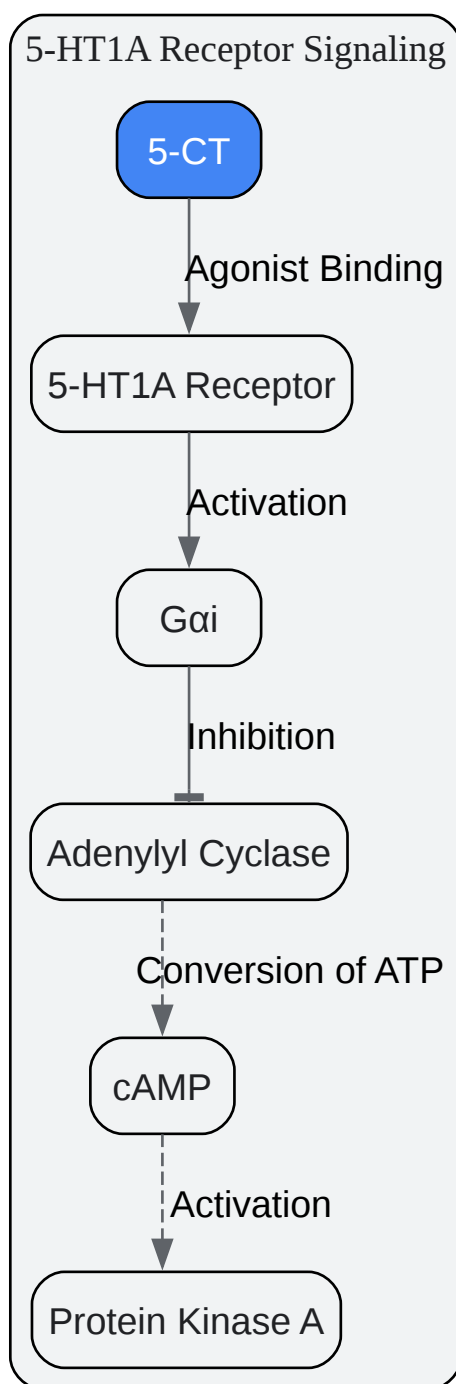 5-HT1A Receptor Signaling
5-CT
Agonist Binding
5-HT1A Receptor
Activation
Gαi
Inhibition
Adenylyl Cyclase
Conversion of ATP
cAMP
Activation
Protein Kinase A